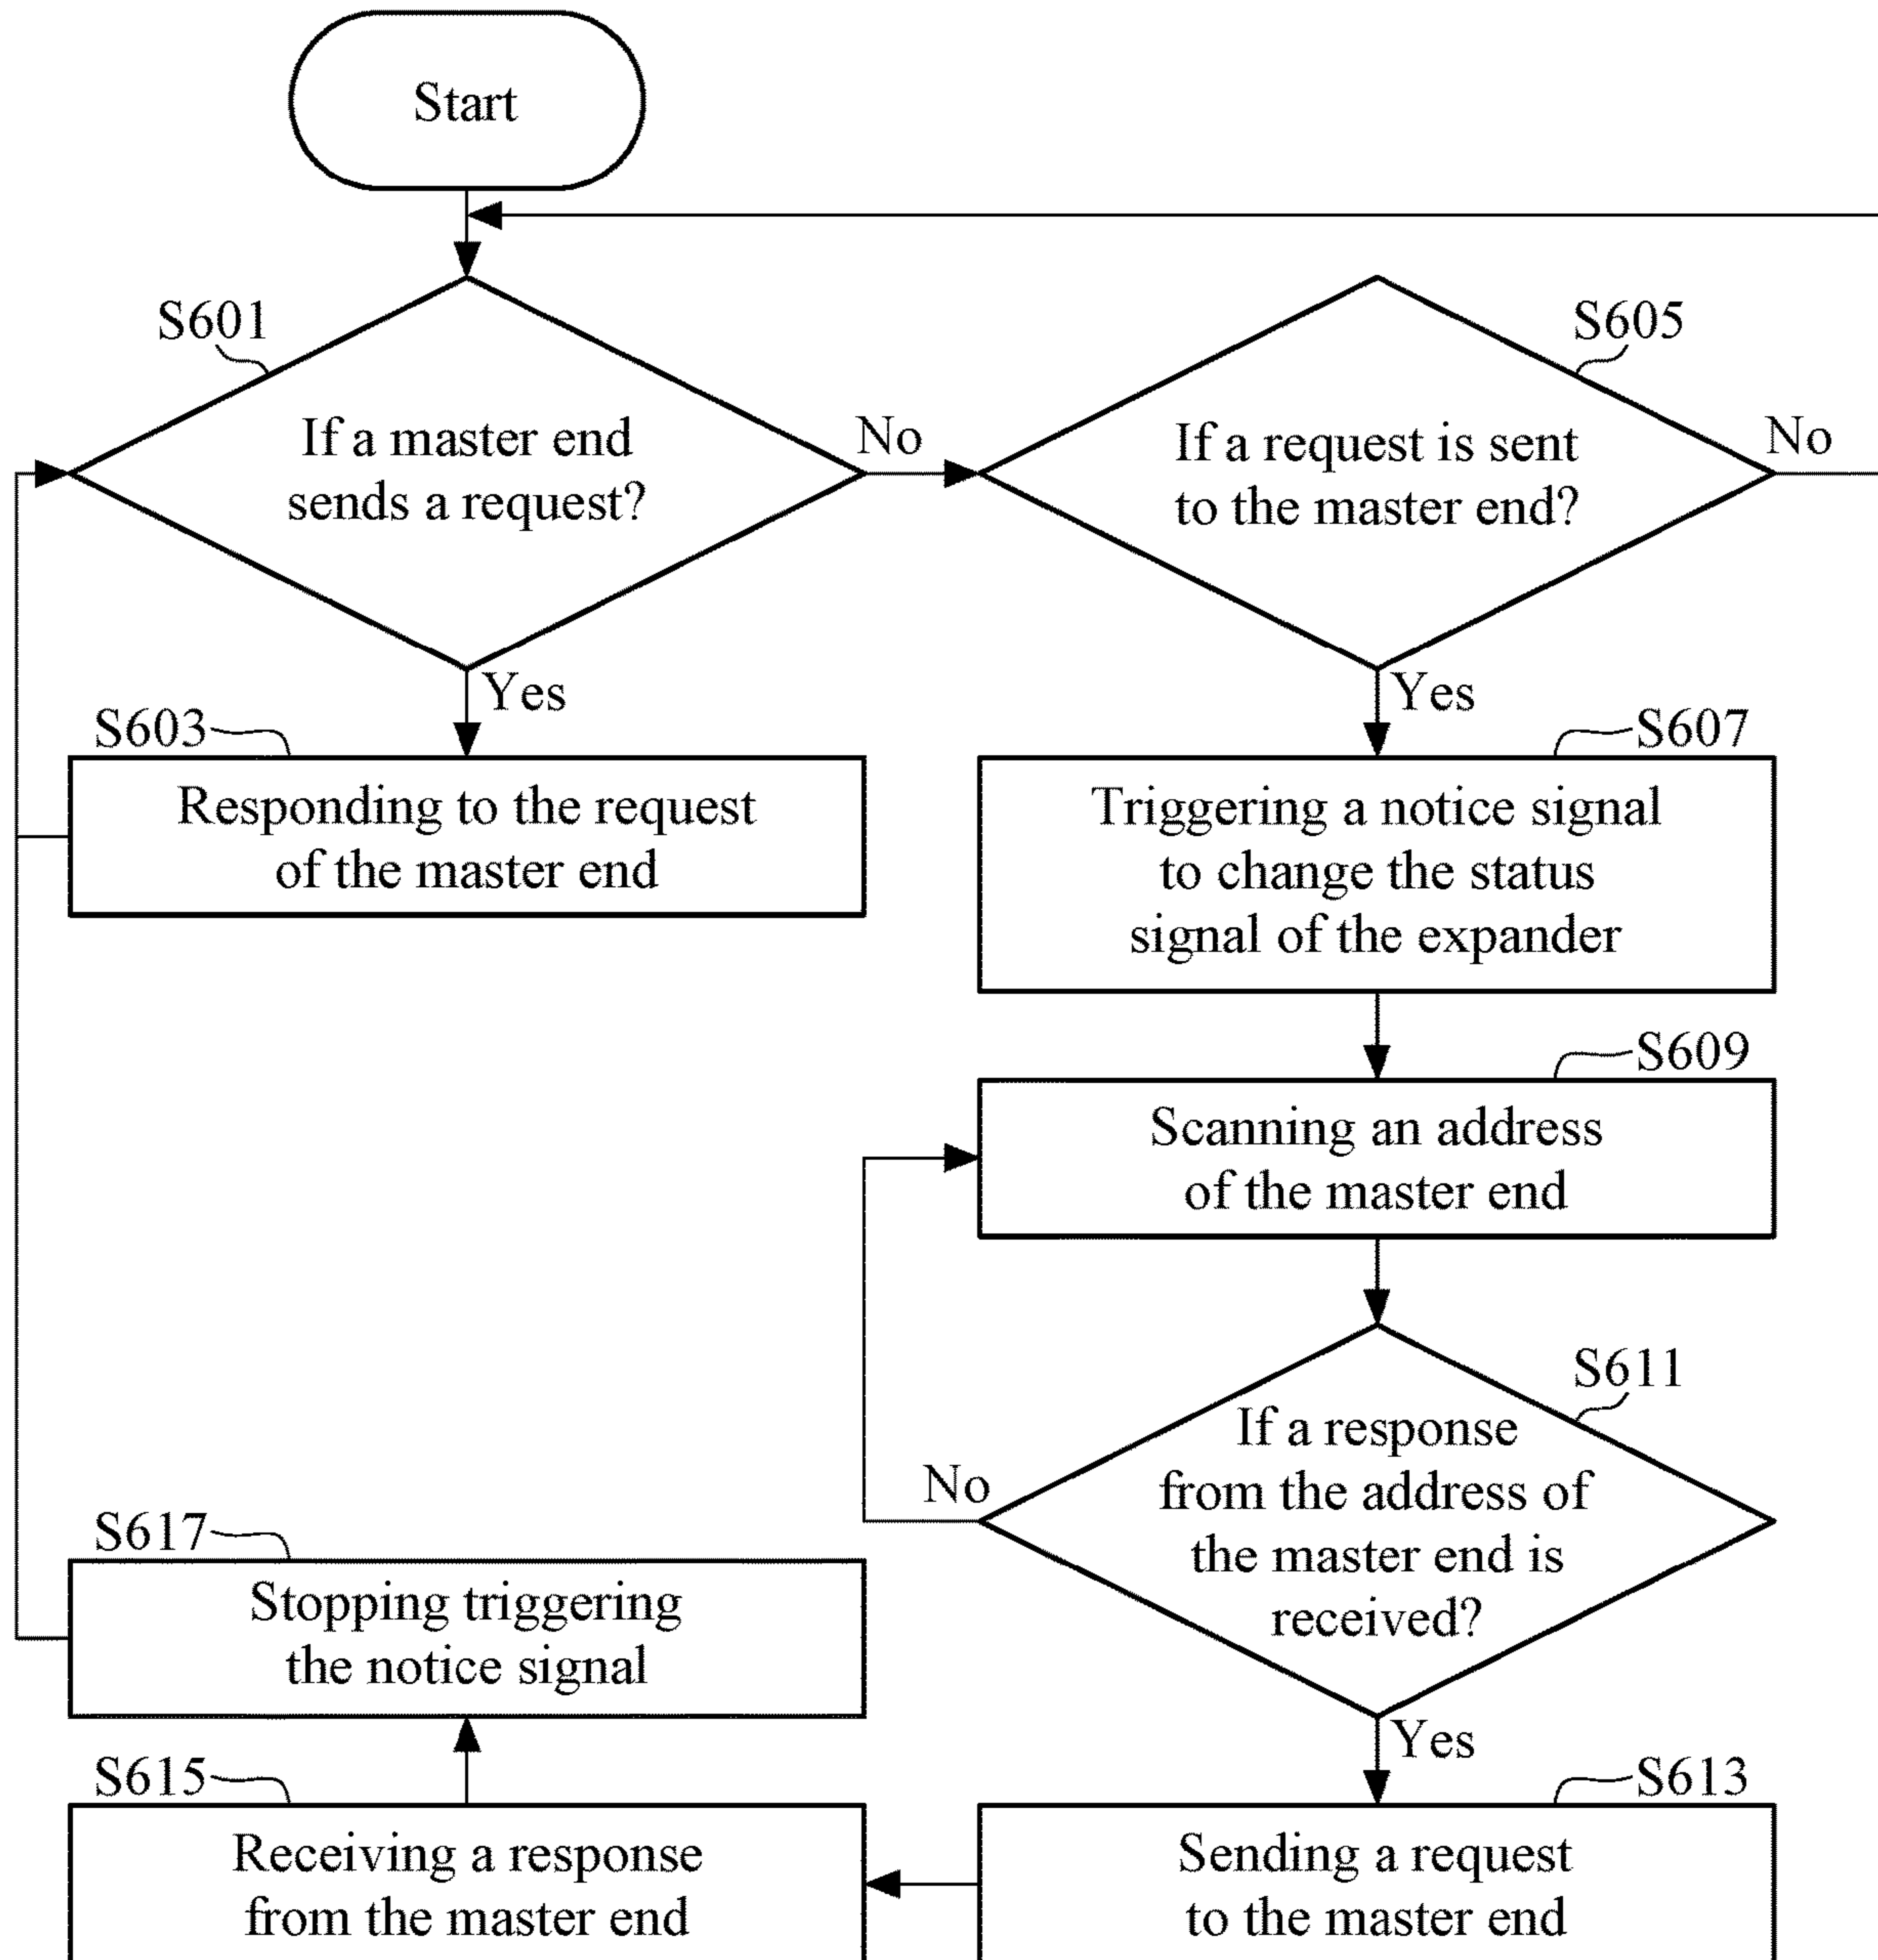 Start
S601
If a master end
sends a request?
No
Yes
S605
If a request is sent
to the master end?
No
Yes
S603
Responding to the request
of the master end
S607
Triggering a notice signal
to change the status
signal of the expander
S609
Scanning an address
of the master end
S611
If a response
from the address of
the master end is
received?
No
Yes
S617
Stopping triggering
the notice signal
S615
Receiving a response
from the master end
S613
Sending a request
to the master end